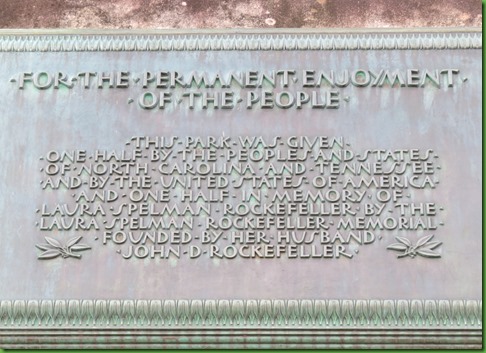 ·FOR·THE·PERMANENT·ENJOYMENT·
·OF·THE·PEOPLE·
·THIS·PARK·WAS·GIVEN·
·ONE·HALF·BY·THE·PEOPLES·AND·STATES·
·OF·NORTH·CAROLINA·AND·TENNESSEE·
·AND·BY·THE·UNITED·STATES·OF·AMERICA·
·AND·ONE·HALF·IN·MEMORY·OF·
·LAURA·SPELMAN·ROCKEFELLER·BY·THE·
·LAURA·SPELMAN·ROCKEFELLER·MEMORIAL·
·FOUNDED·BY·HER·HUSBAND·
·JOHN·D·ROCKEFELLER·